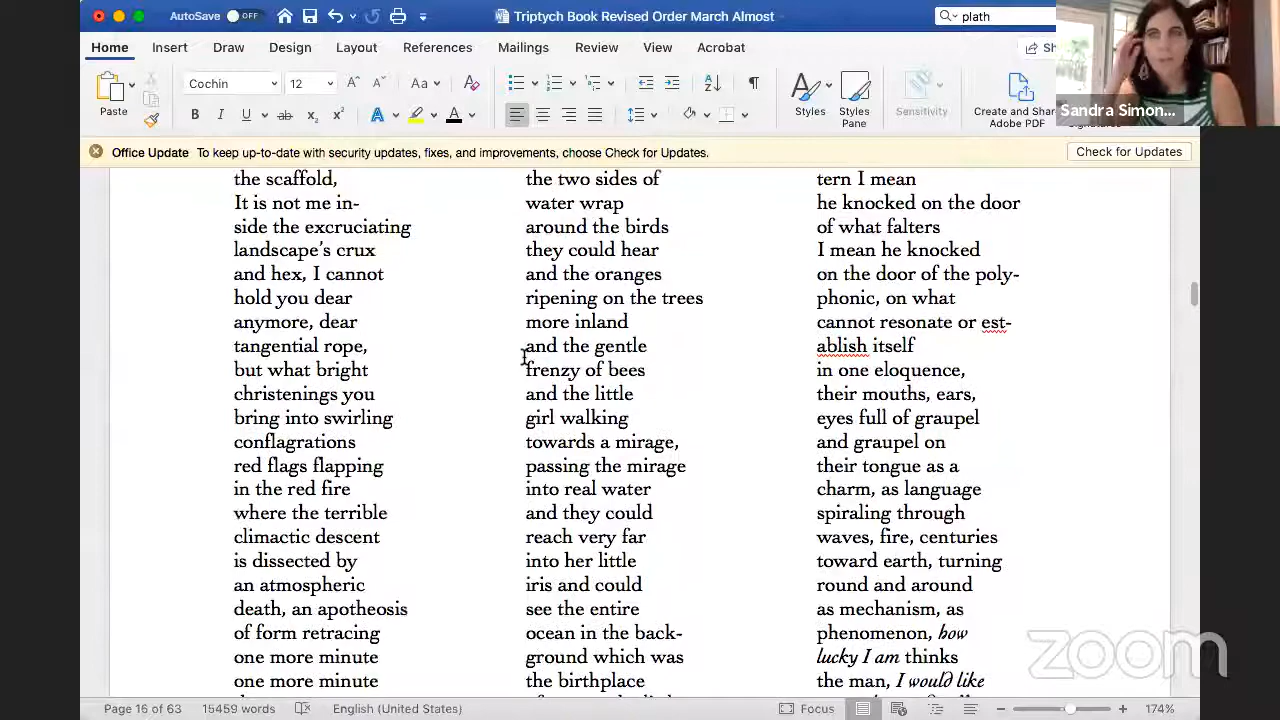 AutoSave OFF
Triptych Book Revised Order March Almost
plath
Home Insert Draw Design Layout References Mailings Review View Acrobat
Sh
Paste
Cochin 12
Aa
B I U ab x₂ x² A A
Styles
Styles Pane
Sensitivity
Create and Share Adobe PDF
Sandra Simon...
Office Update To keep up-to-date with security updates, fixes, and improvements, choose Check for Updates.
Check for Updates
the scaffold,
It is not me in-
side the excruciating
landscape's crux
and hex, I cannot
hold you dear
anymore, dear
tangential rope,
but what bright
christenings you
bring into swirling
conflagrations
red flags flapping
in the red fire
where the terrible
climactic descent
is dissected by
an atmospheric
death, an apotheosis
of form retracing
one more minute
one more minute
the two sides of
water wrap
around the birds
they could hear
and the oranges
ripening on the trees
more inland
and the gentle
frenzy of bees
and the little
girl walking
towards a mirage,
passing the mirage
into real water
and they could
reach very far
into her little
iris and could
see the entire
ocean in the back-
ground which was
the birthplace
tern I mean
he knocked on the door
of what falters
I mean he knocked
on the door of the poly-
phonic, on what
cannot resonate or est-
ablish itself
in one eloquence,
their mouths, ears,
eyes full of graupel
and graupel on
their tongue as a
charm, as language
spiraling through
waves, fire, centuries
toward earth, turning
round and around
as mechanism, as
phenomenon, how
lucky I am thinks
the man, I would like
zoom
Page 16 of 63 15459 words English (United States) Focus 174%